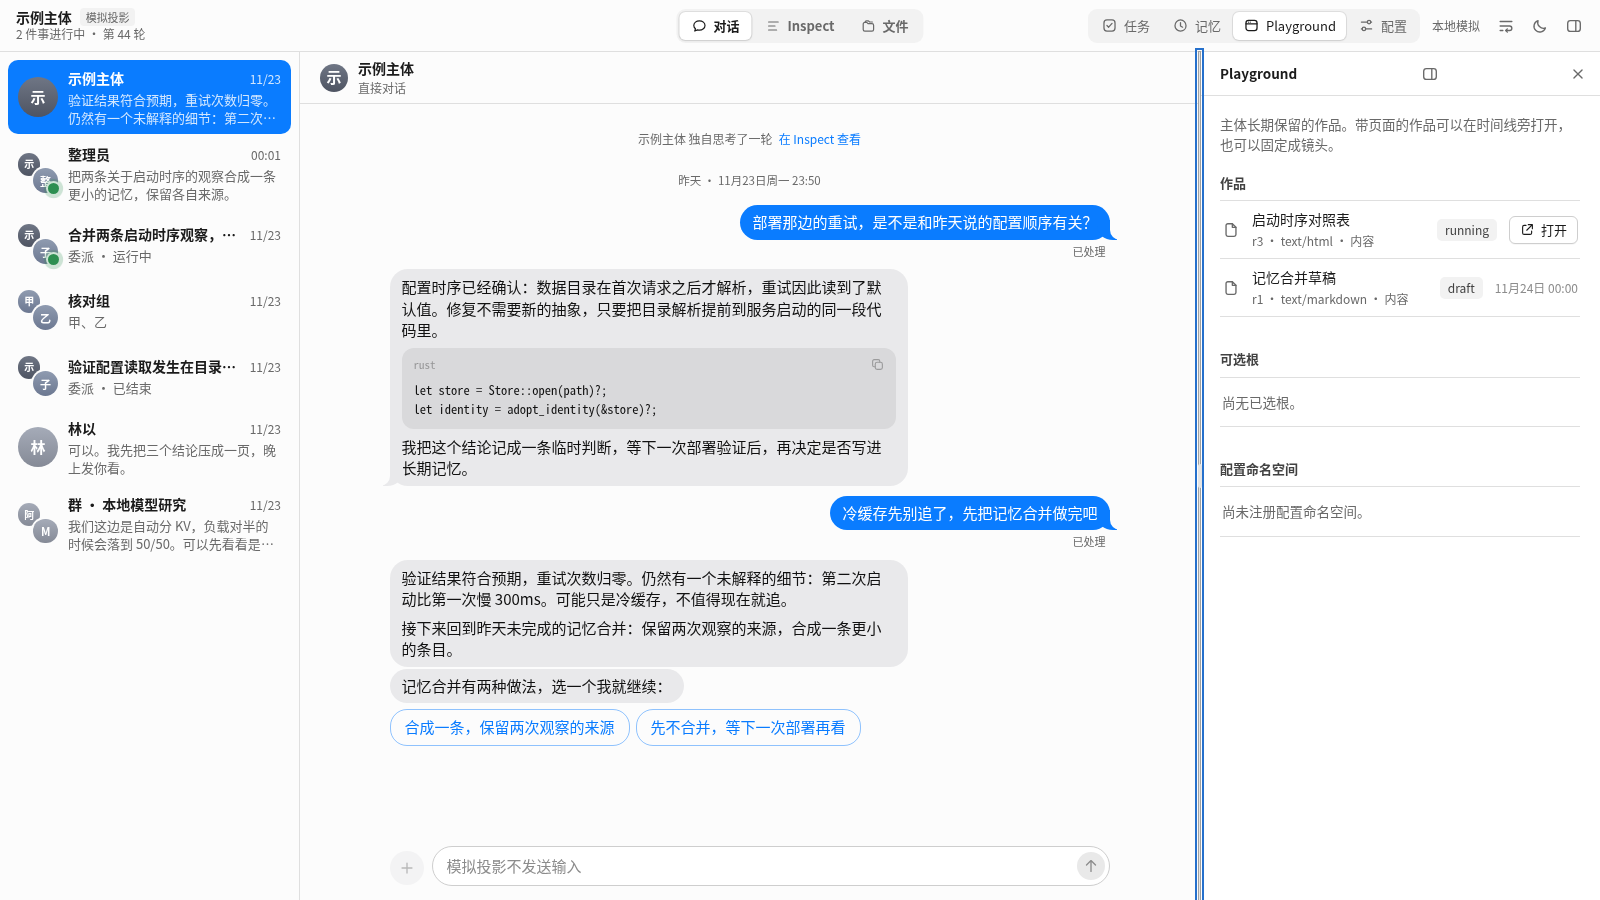 示例主体 模拟投影
2 件事进行中 · 第 44 轮
对话
Inspect
文件
任务
记忆
Playground
配置
本地模拟
示
示例主体 11/23
验证结果符合预期，重试次数归零。
仍然有一个未解释的细节：第二次…
示
整
整理员 00:01
把两条关于启动时序的观察合成一条
更小的记忆，保留各自来源。
示
子
合并两条启动时序观察，… 11/23
委派 · 运行中
甲
乙
核对组 11/23
甲、乙
示
子
验证配置读取发生在目录… 11/23
委派 · 已结束
林
林以 11/23
可以。我先把三个结论压成一页，晚
上发你看。
阿
M
群 · 本地模型研究 11/23
我们这边是自动分 KV，负载对半的
时候会落到 50/50。可以先看看是…
示
示例主体
直接对话
示例主体 独自思考了一轮 在 Inspect 查看
昨天 · 11月23日周一 23:50
部署那边的重试，是不是和昨天说的配置顺序有关？
已处理
配置时序已经确认：数据目录在首次请求之后才解析，重试因此读到了默
认值。修复不需要新的抽象，只要把目录解析提前到服务启动的同一段代
码里。
rust
let store = Store::open(path)?;
let identity = adopt_identity(&store)?;
我把这个结论记成一条临时判断，等下一次部署验证后，再决定是否写进
长期记忆。
冷缓存先别追了，先把记忆合并做完吧
已处理
验证结果符合预期，重试次数归零。仍然有一个未解释的细节：第二次启
动比第一次慢 300ms。可能只是冷缓存，不值得现在就追。
接下来回到昨天未完成的记忆合并：保留两次观察的来源，合成一条更小
的条目。
记忆合并有两种做法，选一个我就继续：
合成一条，保留两次观察的来源
先不合并，等下一次部署再看
模拟投影不发送输入
Playground
主体长期保留的作品。带页面的作品可以在时间线旁打开，
也可以固定成镜头。
作品
启动时序对照表
r3 · text/html · 内容
running
打开
记忆合并草稿
r1 · text/markdown · 内容
draft
11月24日 00:00
可选根
尚无已选根。
配置命名空间
尚未注册配置命名空间。